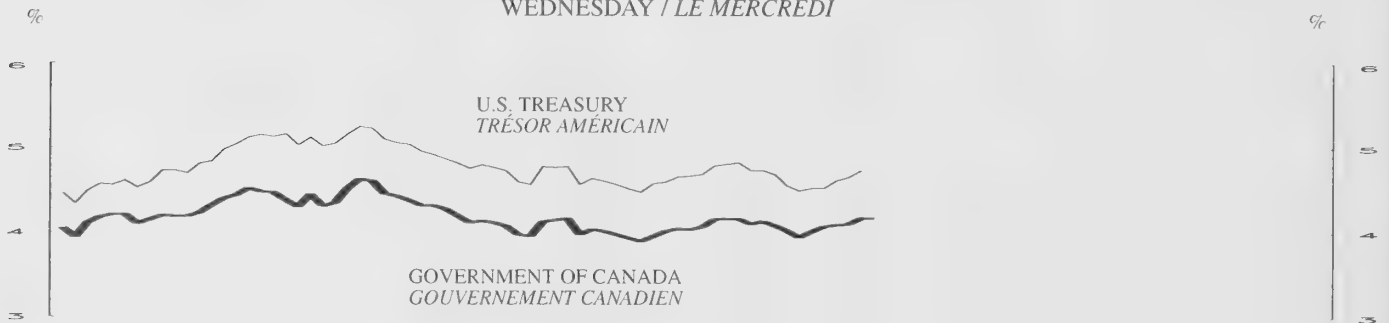 WEDNESDAY / LE MERCREDI
% %
6 6
U.S. TREASURY
TRÉSOR AMÉRICAIN
5 5
4 4
GOVERNMENT OF CANADA
GOUVERNEMENT CANADIEN
3 3